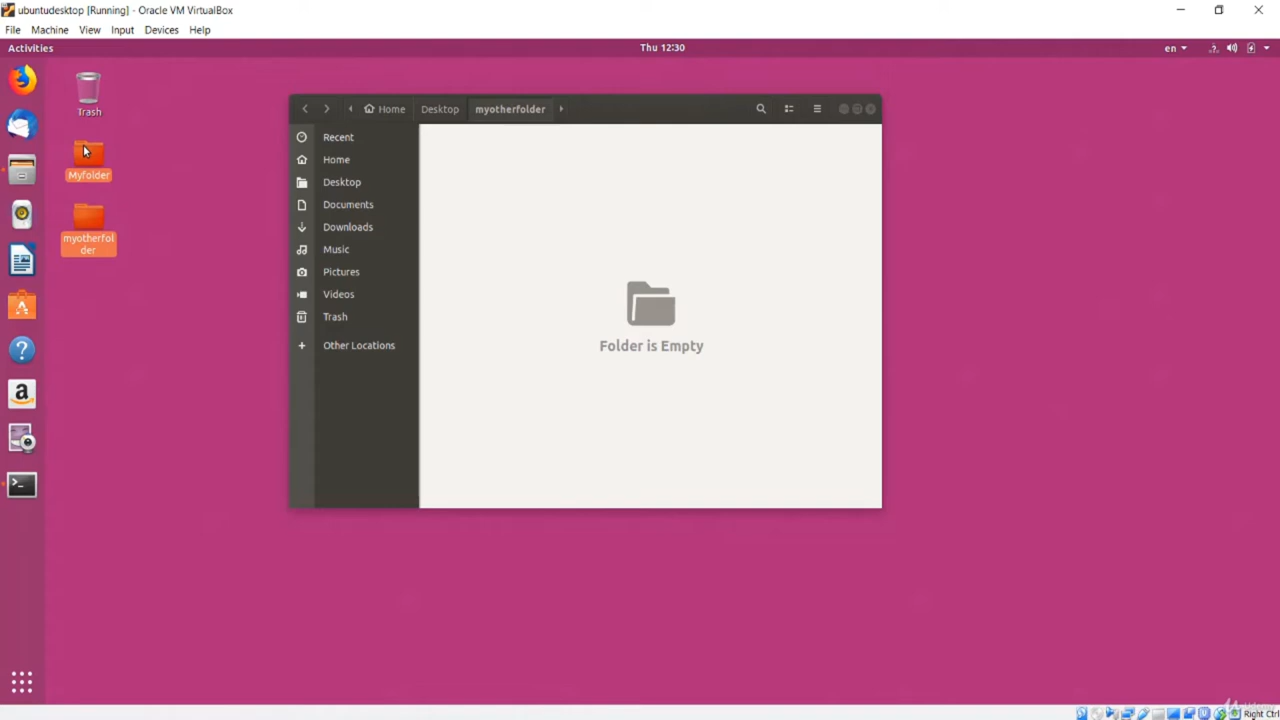 ubuntudesktop [Running] - Oracle VM VirtualBox
File Machine View Input Devices Help
Activities
Thu 12:30
en
Trash
Myfolder
myotherfol
der
Home Desktop myotherfolder
Recent
Home
Desktop
Documents
Downloads
Music
Pictures
Videos
Trash
Other Locations
Folder is Empty
Right Ctrl